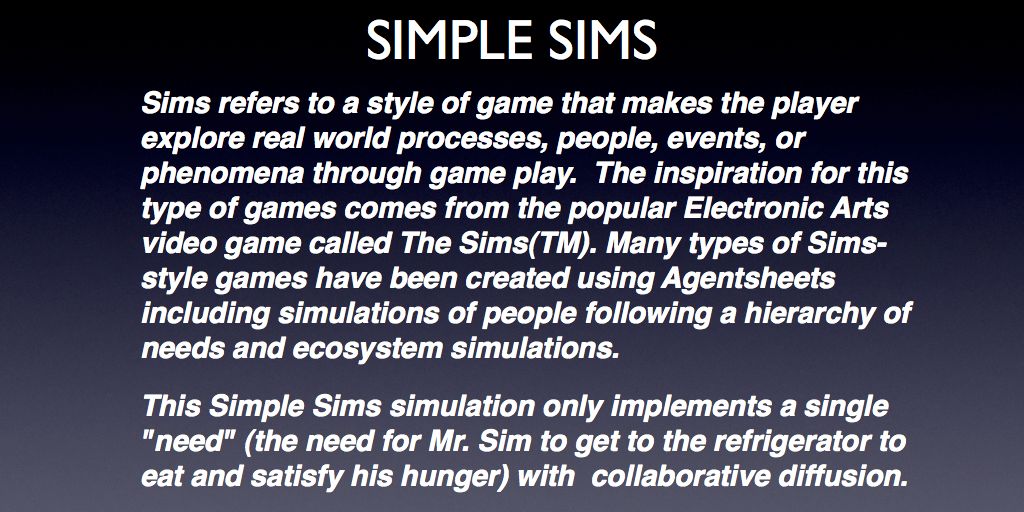 SIMPLE SIMS
Sims refers to a style of game that makes the player
explore real world processes, people, events, or
phenomena through game play.  The inspiration for this
type of games comes from the popular Electronic Arts
video game called The Sims(TM). Many types of Sims-
style games have been created using Agentsheets
including simulations of people following a hierarchy of
needs and ecosystem simulations.
This Simple Sims simulation only implements a single
"need" (the need for Mr. Sim to get to the refrigerator to
eat and satisfy his hunger) with  collaborative diffusion.